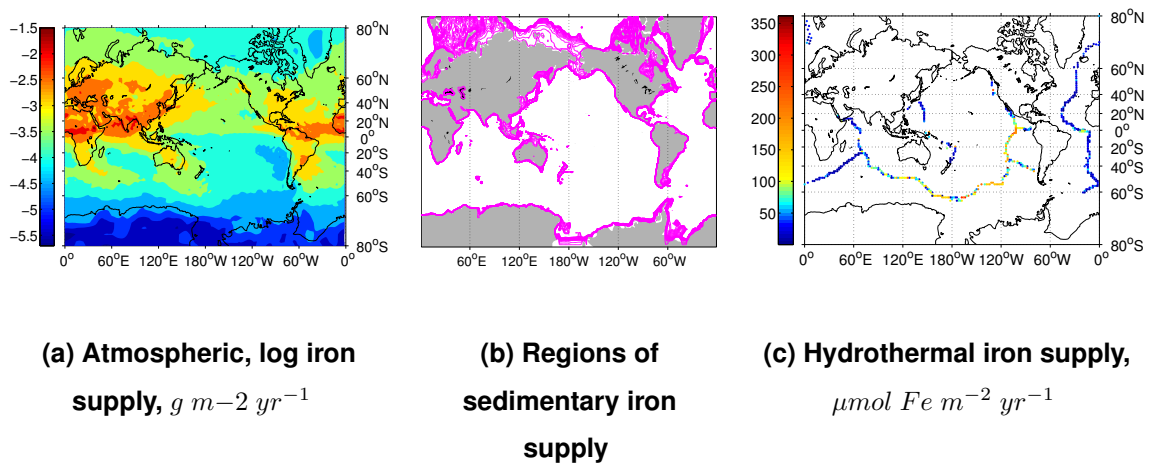 −1.5
−2
−2.5
−3
−3.5
−4
−4.5
−5
−5.5
80°N
60°N
40°N
20°N
0°
20°S
40°S
60°S
80°S
0° 60°E 120°E 180°W 120°W 60°W 0°
60°E 120°E 180°W 120°W 60°W
350
300
250
200
150
100
50
80°N
60°N
40°N
20°N
0°
20°S
40°S
60°S
80°S
0° 60°E 120°E 180°W 120°W 60°W 0°
(a) Atmospheric, log iron
supply, g m−2 yr⁻¹
(b) Regions of
sedimentary iron
supply
(c) Hydrothermal iron supply,
μmol Fe m⁻² yr⁻¹